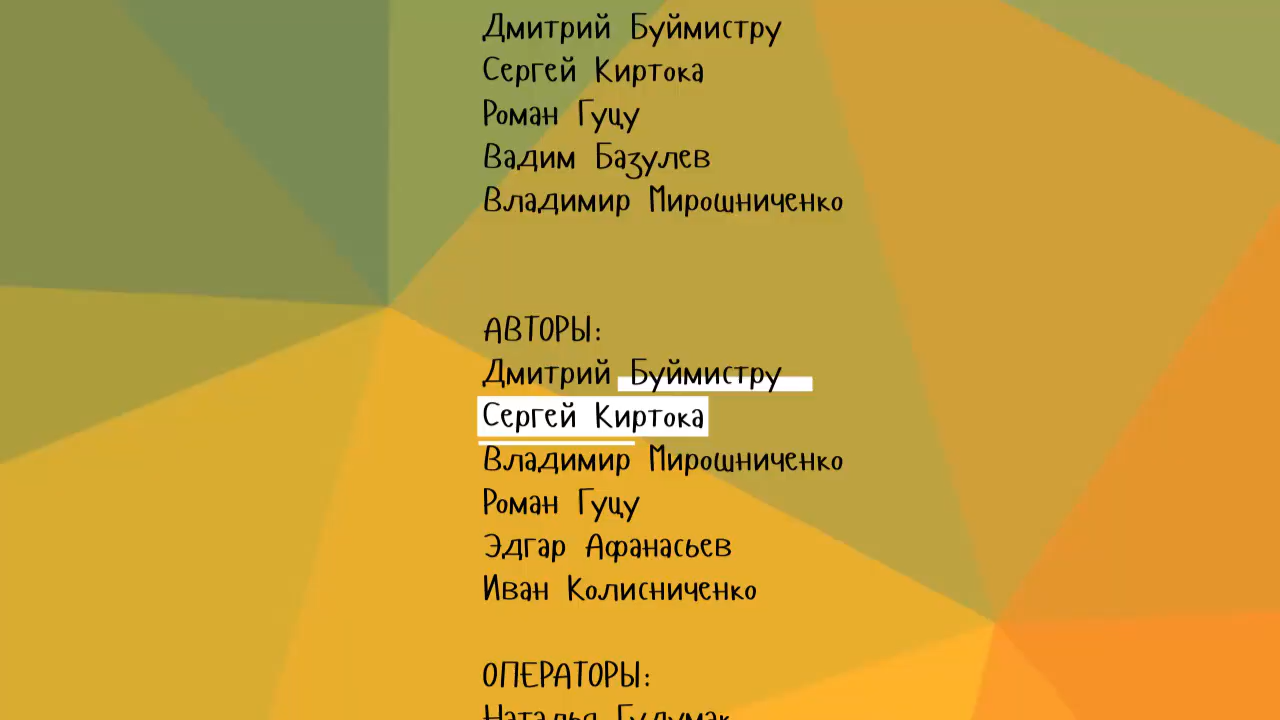 Дмитрий Буймистру
Сергей Киртока
Роман Гуцу
Вадим Базулев
Владимир Мирошниченко
АВТОРЫ:
Дмитрий Буймистру
Сергей Киртока
Владимир Мирошниченко
Роман Гуцу
Эдгар Афанасьев
Иван Колисниченко
ОПЕРАТОРЫ:
Наталья